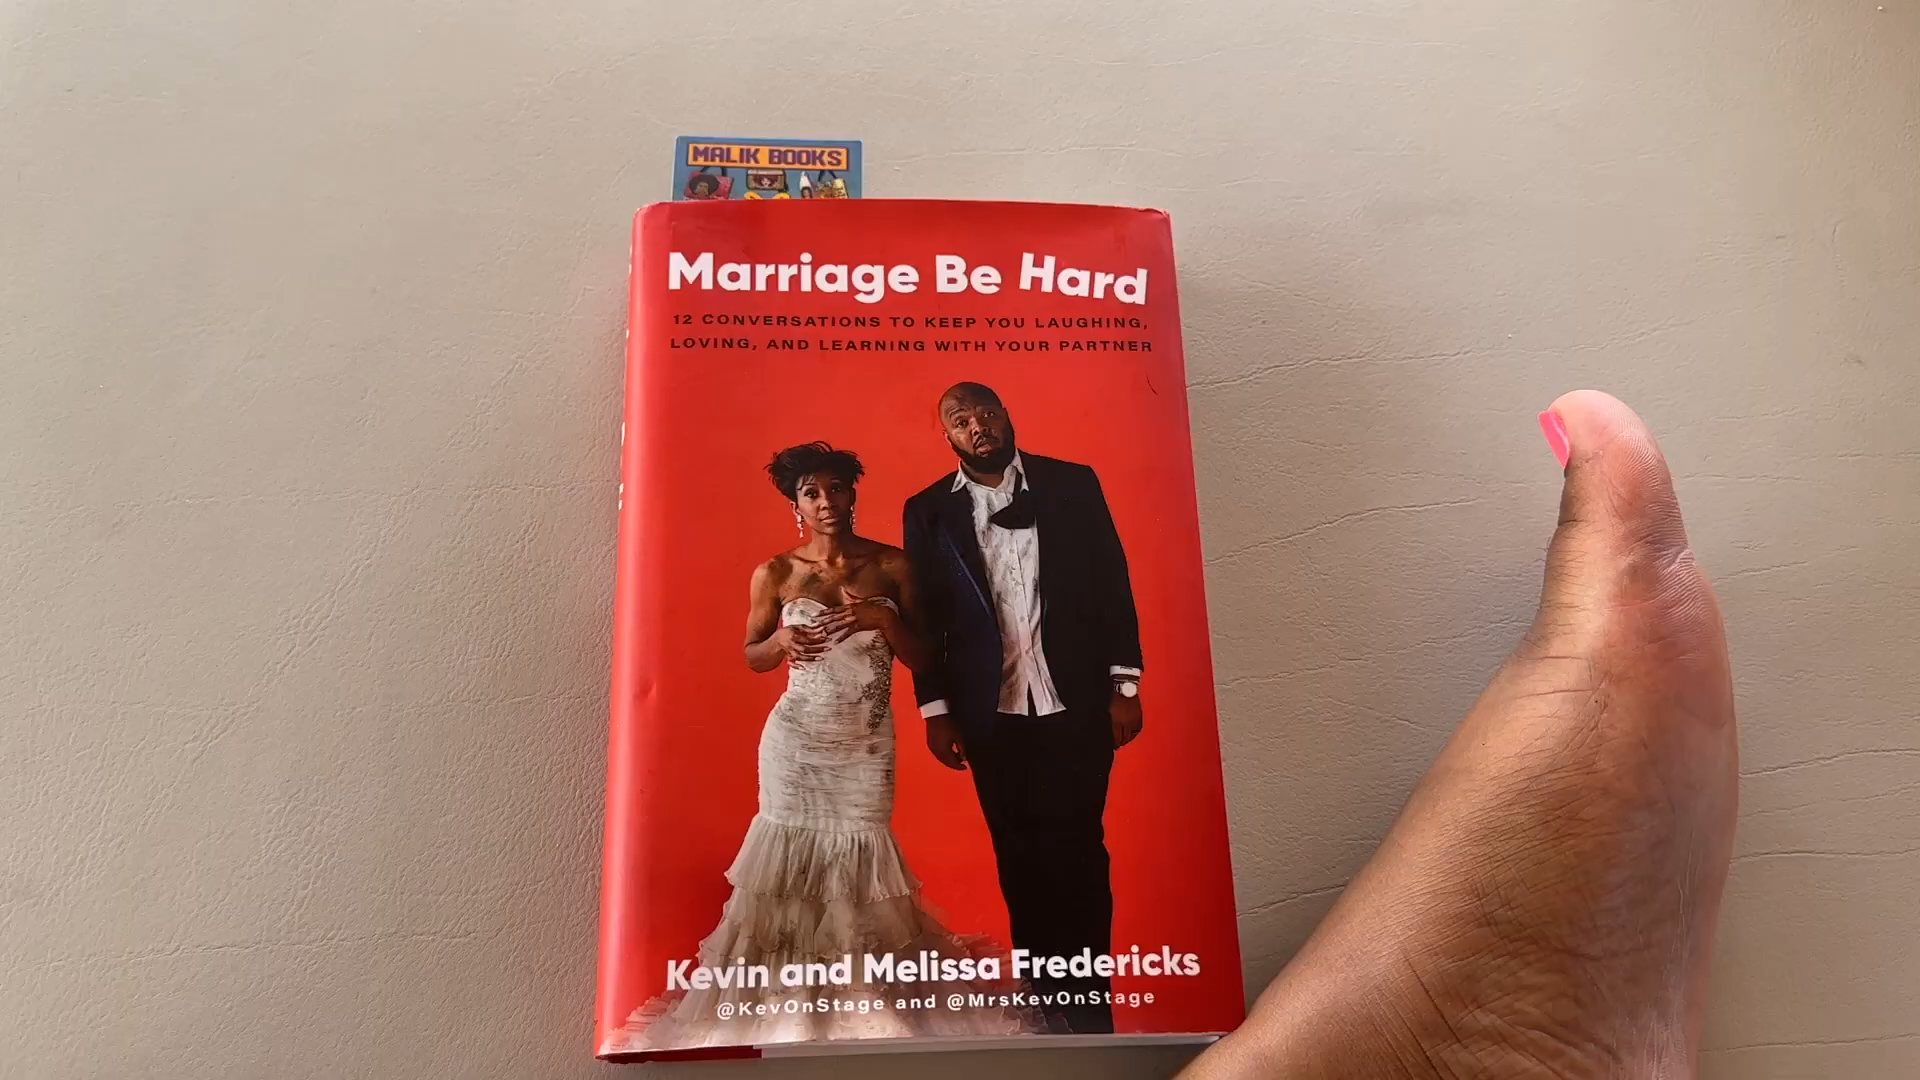 MALIK BOOKS
Marriage Be Hard
12 CONVERSATIONS TO KEEP YOU LAUGHING,
LOVING, AND LEARNING WITH YOUR PARTNER
Kevin and Melissa Fredericks
@KevOnStage and @MrsKevOnStage